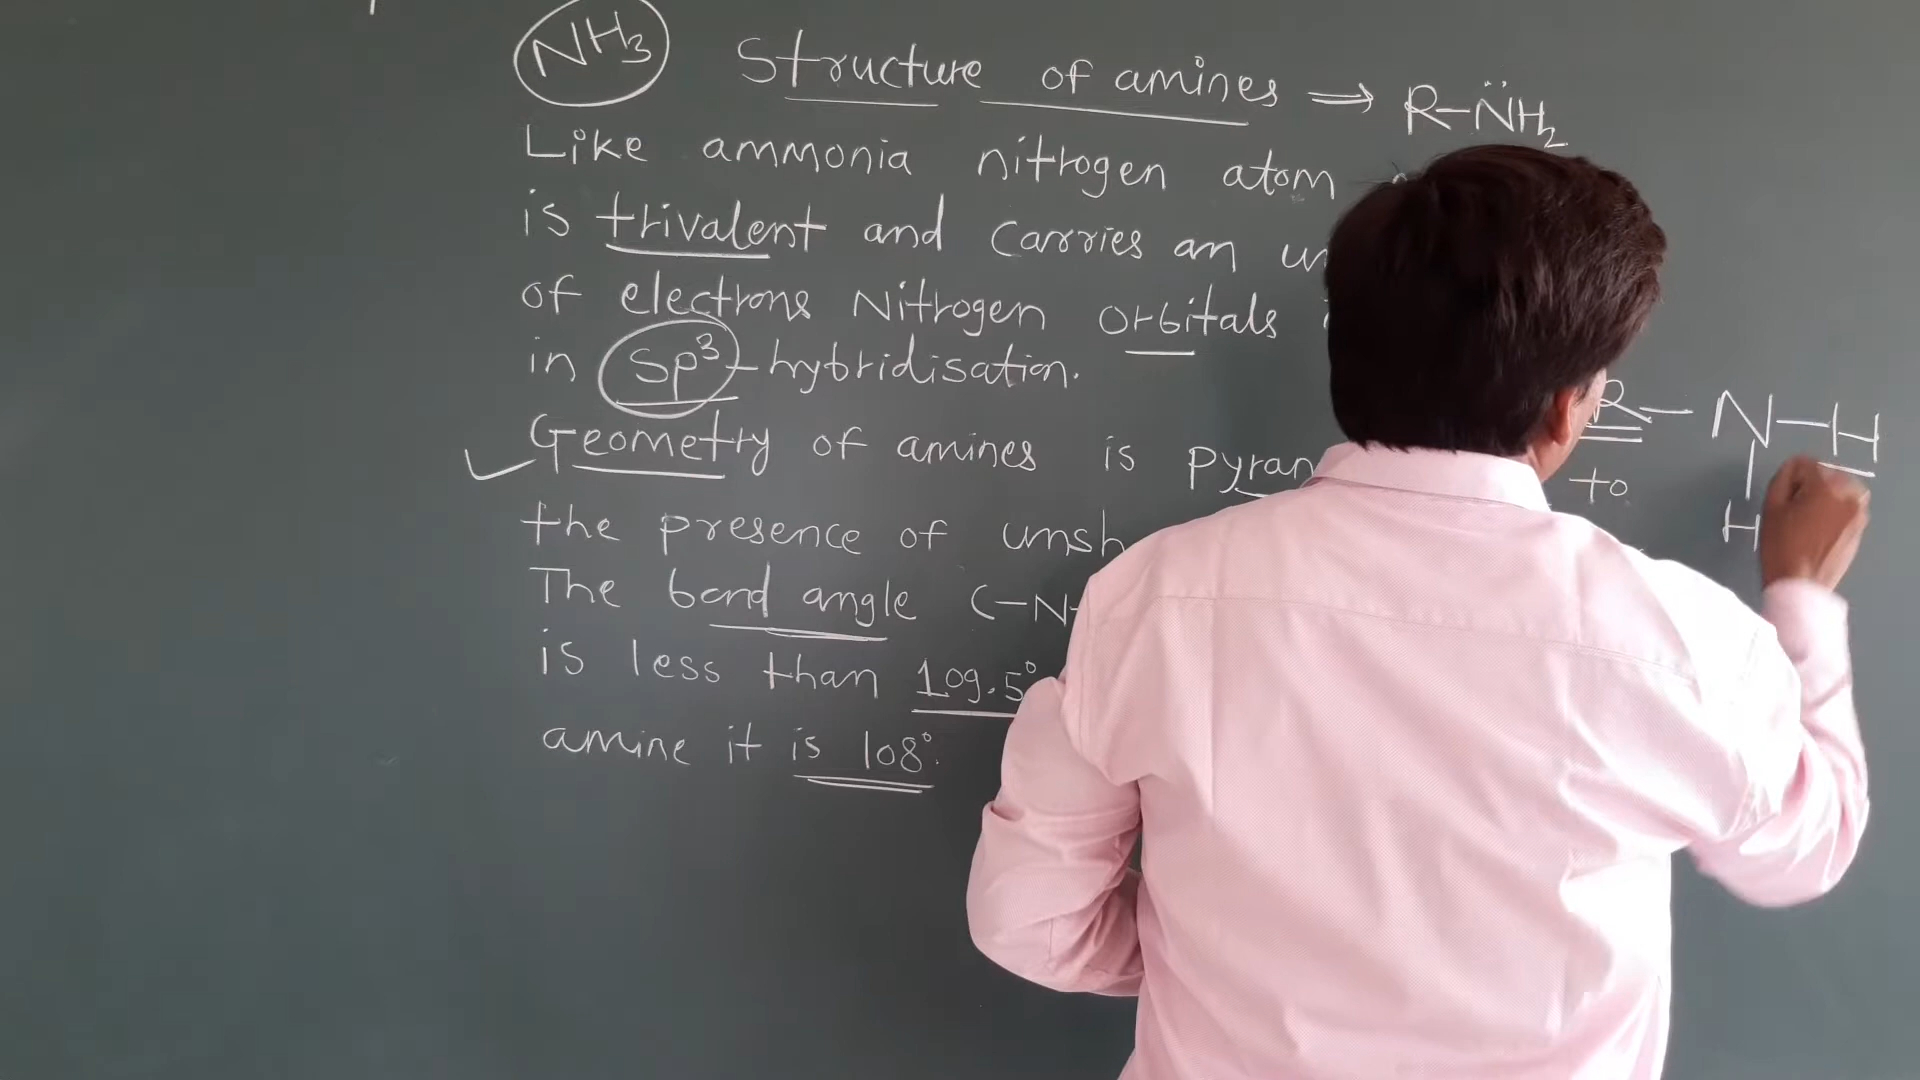 NH3 Structure of amines ⇒ R-N̈H2
Like ammonia nitrogen atom
is trivalent and carries an un
of electrons Nitrogen orbitals
in Sp³-hybridisation.
R-N-H
H
✓ Geometry of amines is pyram
to
the presence of unsh
The bond angle C-N-
is less than 109.5°
amine it is 108°.